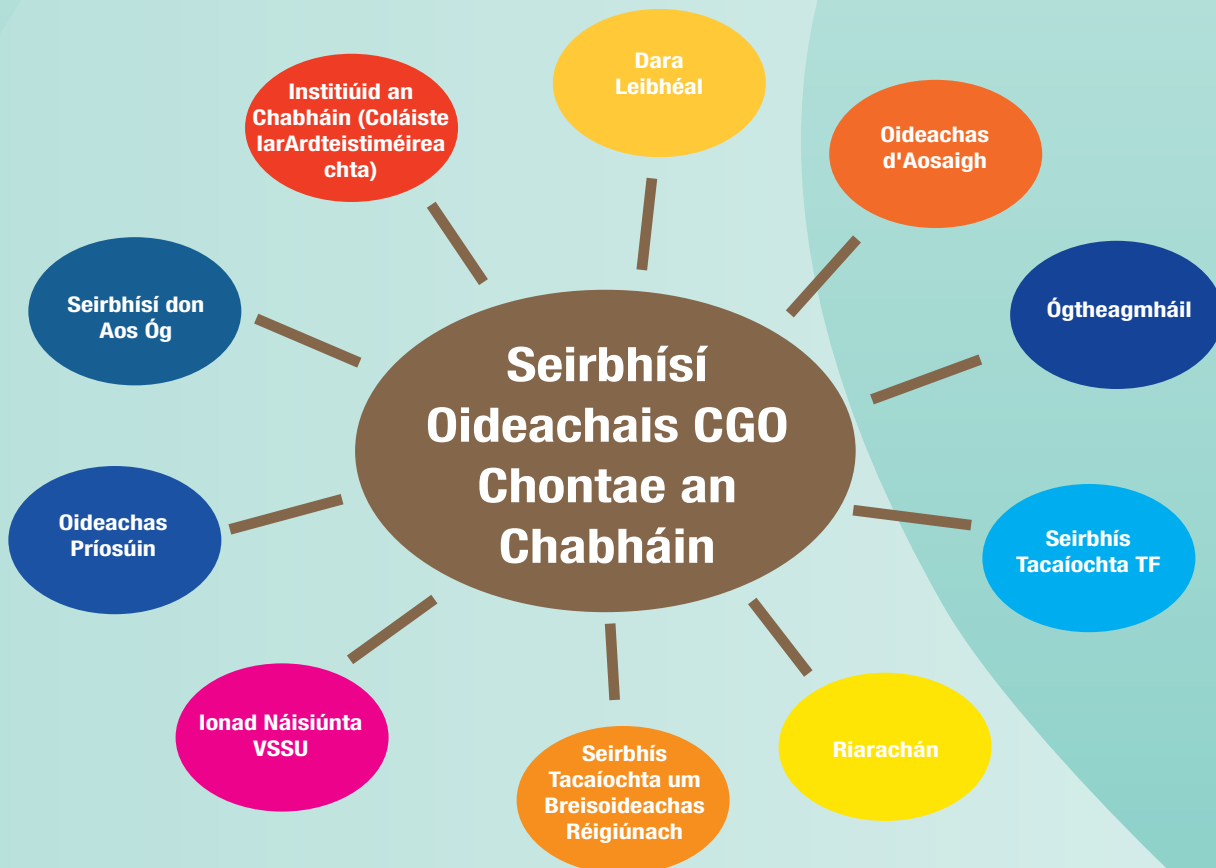 Dara
Leibhéal
Institiúid an
Chabháin (Coláiste
IarArdteistiméirea
chta)
Oideachas
d'Aosaigh
Seirbhísí don
Aos Óg
Ógtheagmháil
Seirbhísí
Oideachais CGO
Chontae an
Chabháin
Oideachas
Príosúin
Seirbhís
Tacaíochta TF
Ionad Náisiúnta
VSSU
Seirbhís
Tacaíochta um
Breisoideachas
Réigiúnach
Riarachán